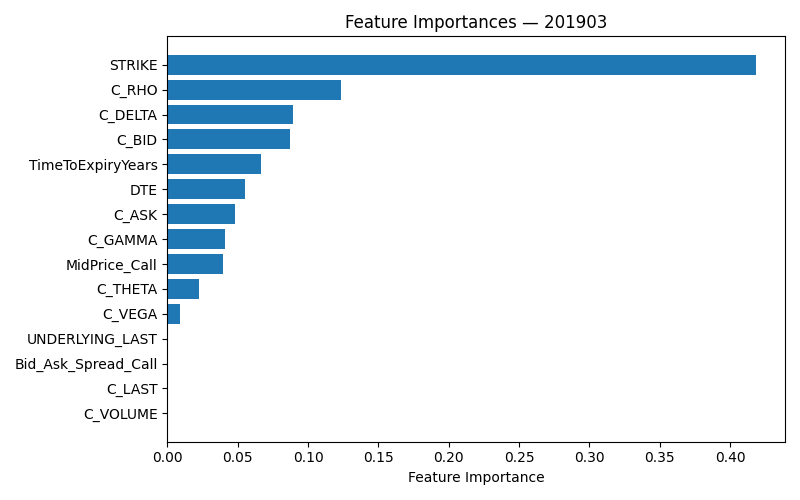 Feature Importances — 201903
STRIKE
C_RHO
C_DELTA
C_BID
TimeToExpiryYears
DTE
C_ASK
C_GAMMA
MidPrice_Call
C_THETA
C_VEGA
UNDERLYING_LAST
Bid_Ask_Spread_Call
C_LAST
C_VOLUME
0.00 0.05 0.10 0.15 0.20 0.25 0.30 0.35 0.40
Feature Importance